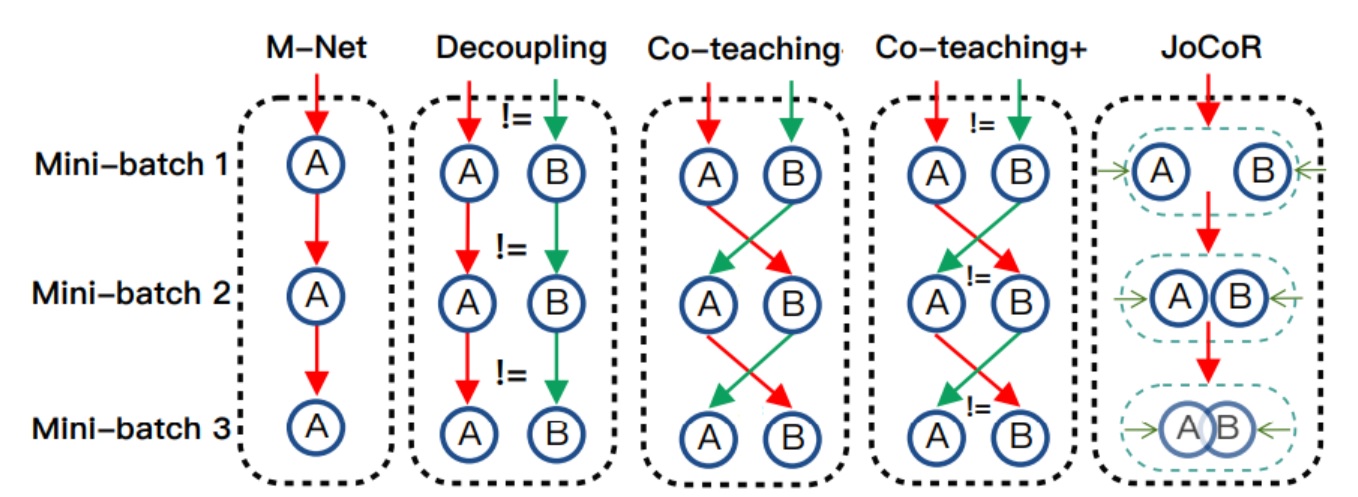 M-Net Decoupling Co-teaching Co-teaching+ JoCoR
!= !=
Mini-batch 1 A A B A B A B A B
!= !=
Mini-batch 2 A A B A B A B A B
!= !=
Mini-batch 3 A A B A B A B A B